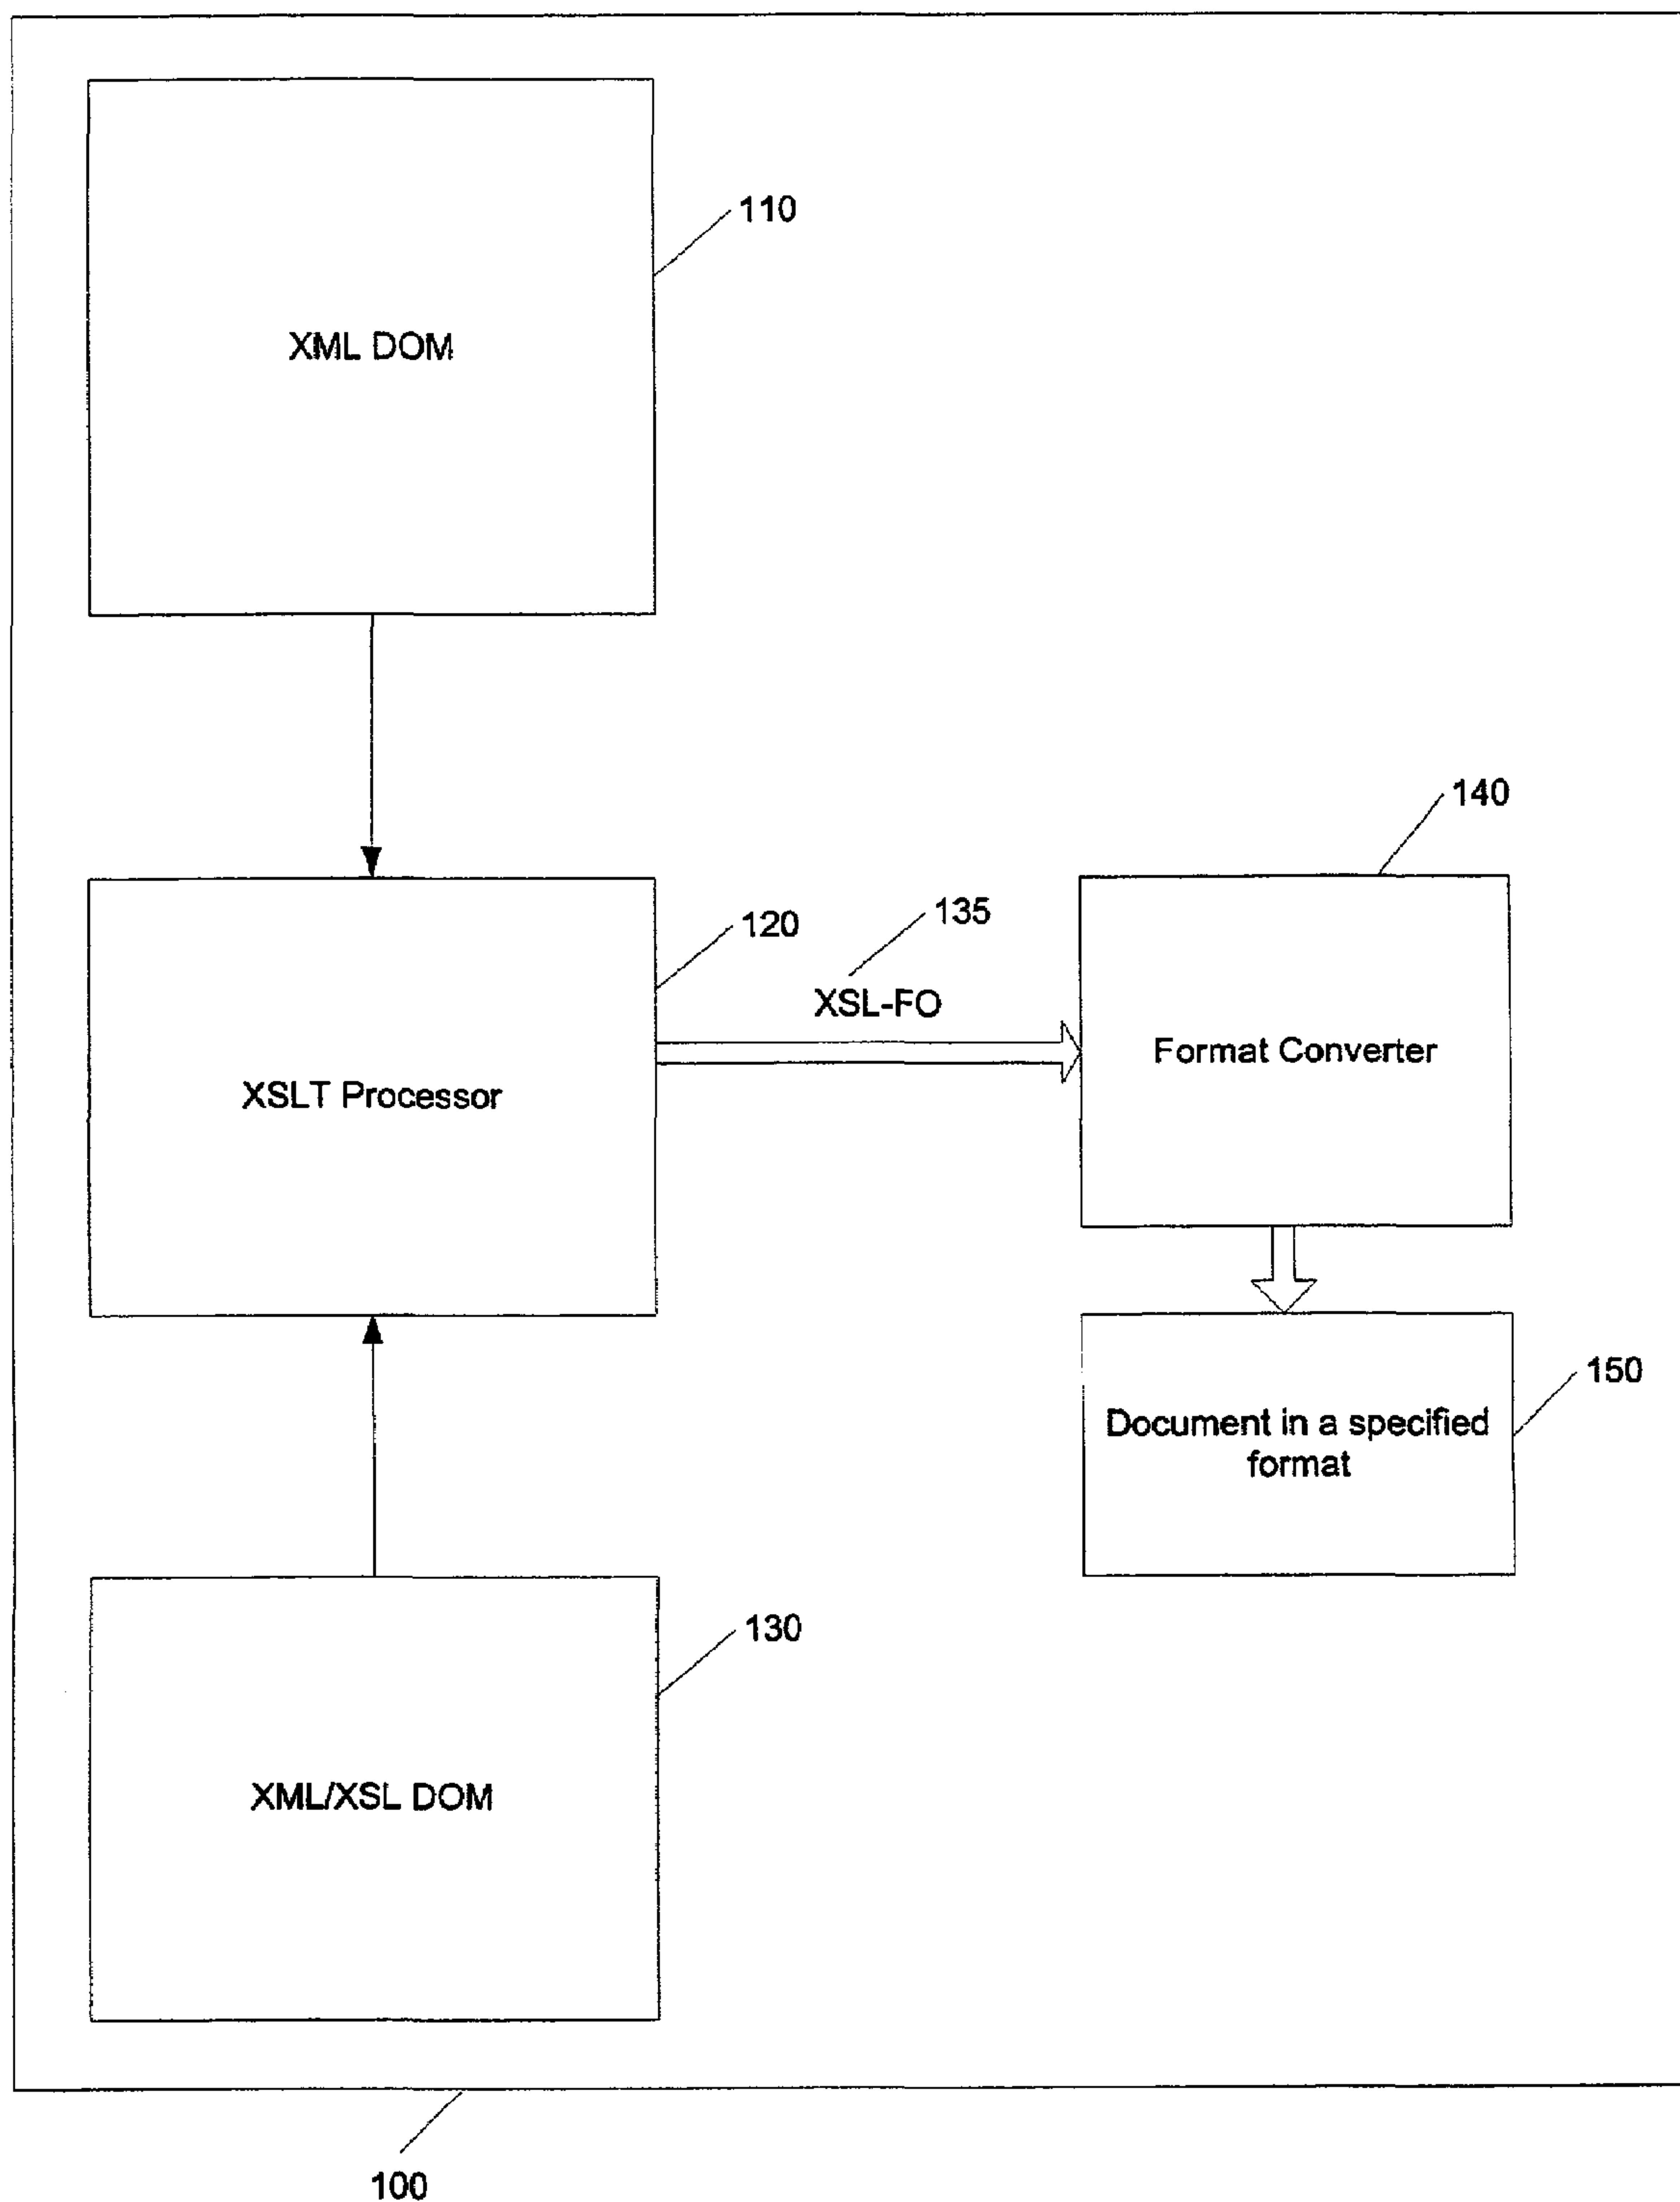 110
XML DOM
140
135
120
XSL-FO
Format Converter
XSLT Processor
150
Document in a specified
format
130
XML/XSL DOM
100